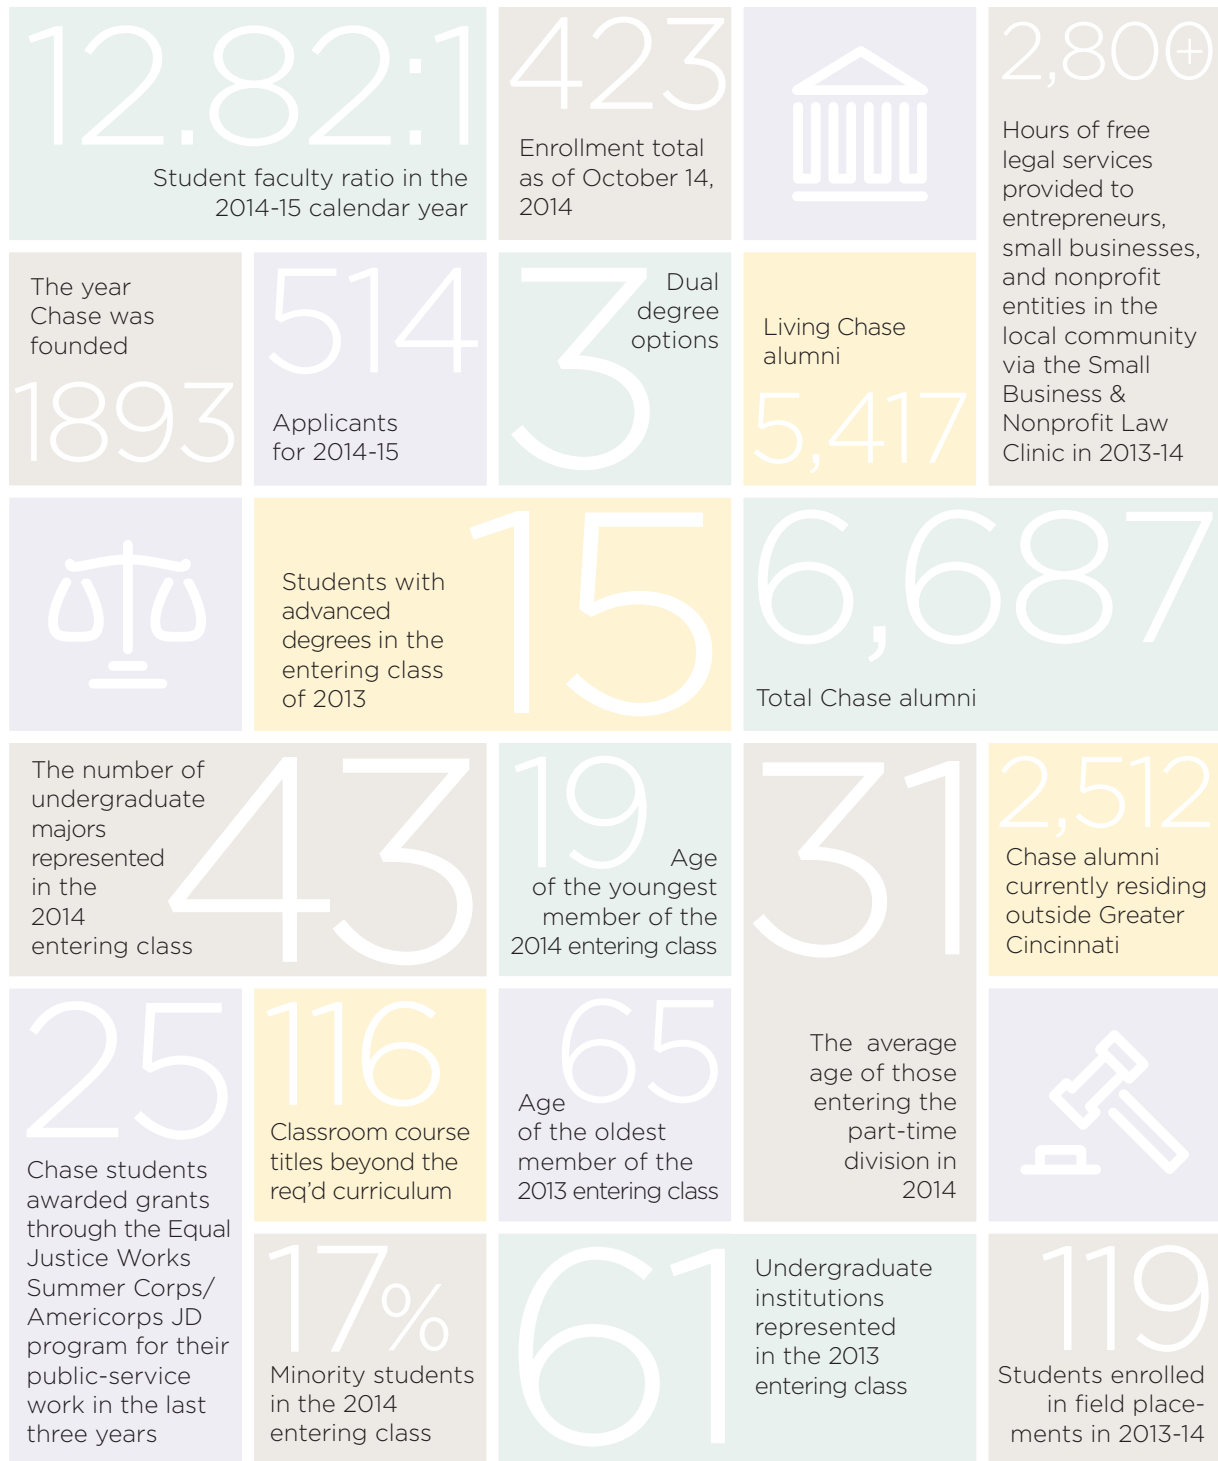 12.82:1
Student faculty ratio in the
2014-15 calendar year
423
Enrollment total
as of October 14,
2014
2,800+
Hours of free
legal services
provided to
entrepreneurs,
small businesses,
and nonprofit
entities in the
local community
via the Small
Business &
Nonprofit Law
Clinic in 2013-14
The year
Chase was
founded
1893
514
Applicants
for 2014-15
3
Dual
degree
options
Living Chase
alumni
5,417
Students with
advanced
degrees in the
entering class
of 2013
15
6,687
Total Chase alumni
The number of
undergraduate
majors
represented
in the
2014
entering class
43
19
Age
of the youngest
member of the
2014 entering class
31
The average
age of those
entering the
part-time
division in
2014
2,512
Chase alumni
currently residing
outside Greater
Cincinnati
25
Chase students
awarded grants
through the Equal
Justice Works
Summer Corps/
Americorps JD
program for their
public-service
work in the last
three years
116
Classroom course
titles beyond the
req’d curriculum
65
Age
of the oldest
member of the
2013 entering class
17%
Minority students
in the 2014
entering class
61
Undergraduate
institutions
represented
in the 2013
entering class
119
Students enrolled
in field place-
ments in 2013-14